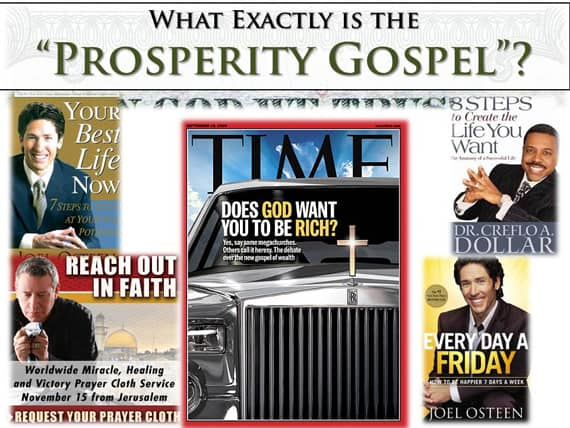 WHAT EXACTLY IS THE
“PROSPERITY GOSPEL”?
YOUR
BEST
LIFE
NOW
7 STEPS TO
AT YOU
REACH OUT
IN FAITH
Worldwide Miracle, Healing
and Victory Prayer Cloth Service
November 15 from Jerusalem
REQUEST YOUR PRAYER CLOTH
TIME
DOES GOD WANT
YOU TO BE RICH?
Yes, say some megachurches.
Others call it heresy. The debate
over the new gospel of wealth
8 STEPS
to Create the
Life You
Want
The Anatomy of a Successful Life
DR. CREFLO A.
DOLLAR
EVERY DAY A
FRIDAY
HOW TO BE HAPPIER 7 DAYS A WEEK
JOEL OSTEEN